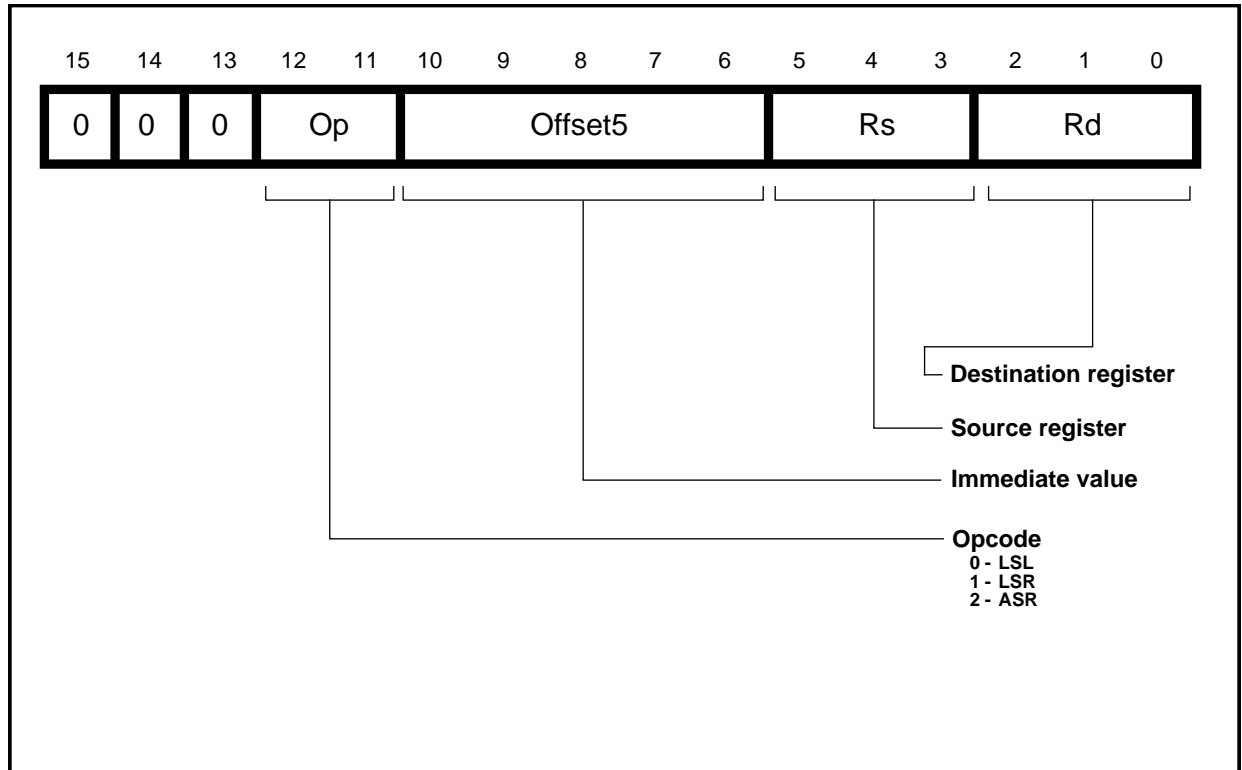 15 14 13 12 11 10 9 8 7 6 5 4 3 2 1 0
0 0 0 Op Offset5 Rs Rd
Destination register
Source register
Immediate value
Opcode
0 - LSL
1 - LSR
2 - ASR